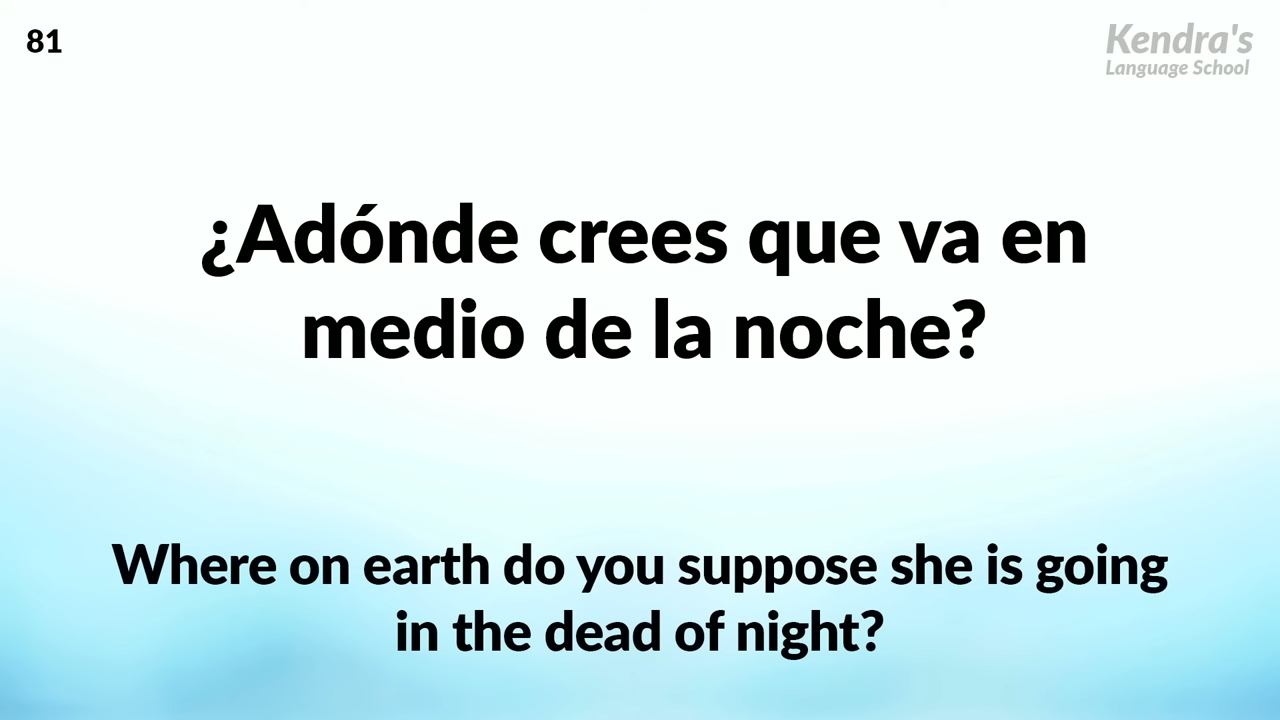 81
Kendra's
Language School
¿Adónde crees que va en
medio de la noche?
Where on earth do you suppose she is going
in the dead of night?